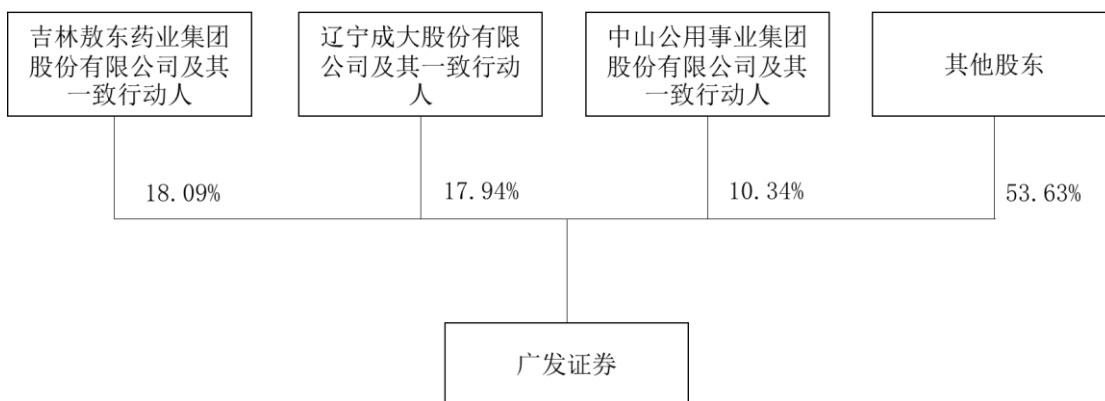 吉林敖东药业集团
股份有限公司及其
一致行动人
辽宁成大股份有限
公司及其一致行动
人
中山公用事业集团
股份有限公司及其
一致行动人
其他股东
18.09%
17.94%
10.34%
53.63%
广发证券